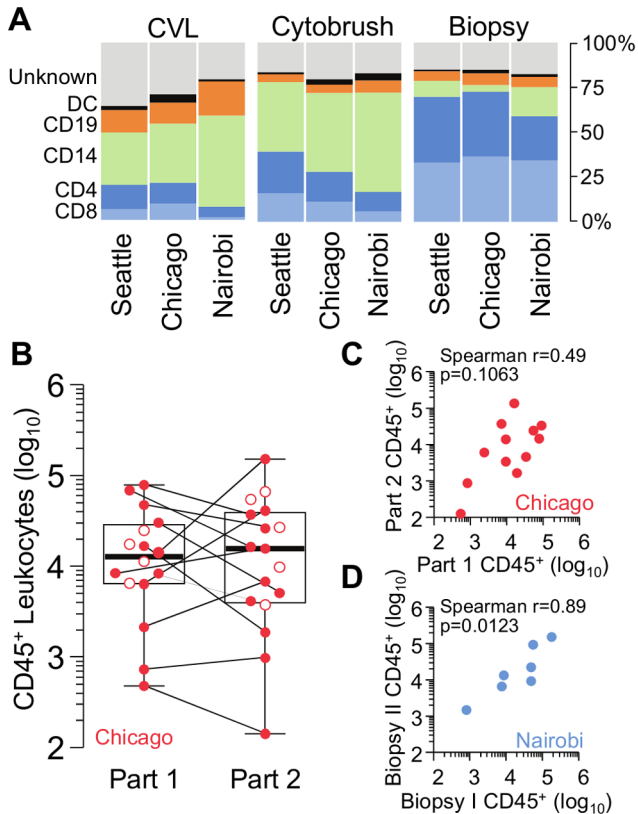 A
CVL
Cytobrush
Biopsy
Unknown
DC
CD19
CD14
CD4
CD8
100%
75%
50%
25
0%
Seattle
Chicago
Nairobi
Seattle
Chicago
Nairobi
Seattle
Chicago
Nairobi
B
CD45⁺ Leukocytes (log₁₀)
6
5
4
3
2
Chicago
Part 1
Part 2
C
Spearman r=0.49
p=0.1063
Part 2 CD45⁺ (log₁₀)
6
5
4
3
2
Chicago
2 3 4 5 6
Part 1 CD45⁺ (log₁₀)
D
Spearman r=0.89
p=0.0123
Biopsy II CD45⁺ (log₁₀)
6
5
4
3
2
Nairobi
2 3 4 5 6
Biopsy I CD45⁺ (log₁₀)